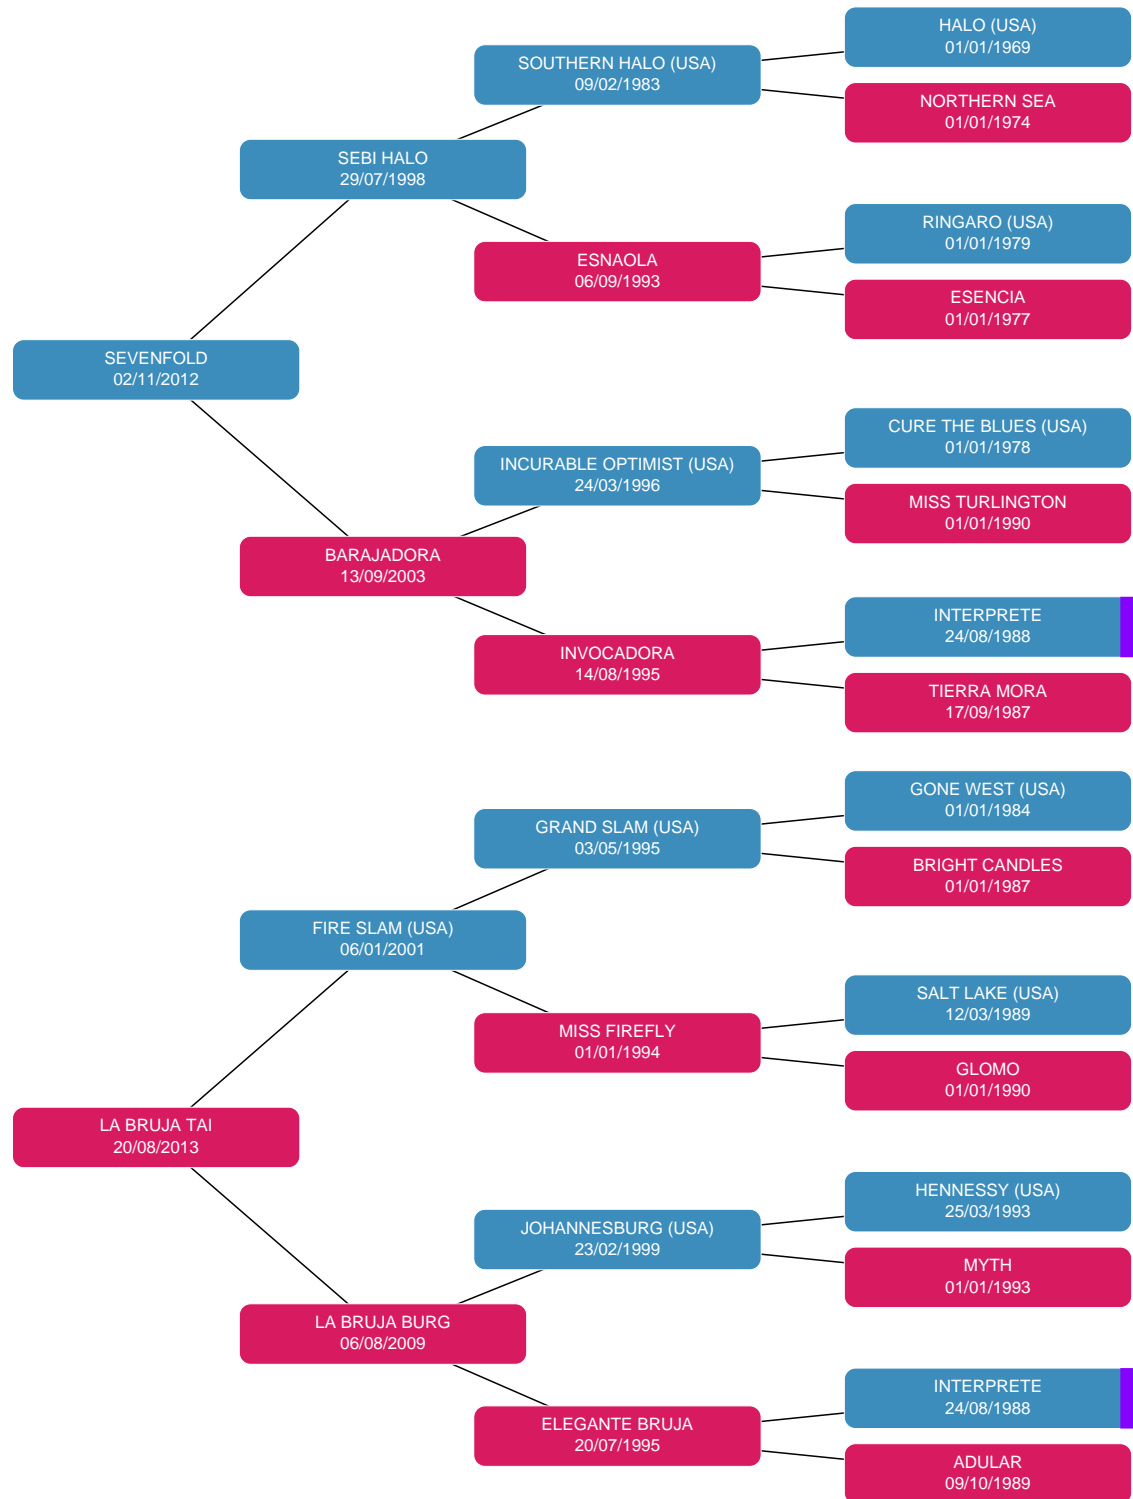 HALO (USA)
01/01/1969
SOUTHERN HALO (USA)
09/02/1983
NORTHERN SEA
01/01/1974
SEBI HALO
29/07/1998
RINGARO (USA)
01/01/1979
ESNAOLA
06/09/1993
ESENCIA
01/01/1977
SEVENFOLD
02/11/2012
CURE THE BLUES (USA)
01/01/1978
INCURABLE OPTIMIST (USA)
24/03/1996
MISS TURLINGTON
01/01/1990
BARAJADORA
13/09/2003
INTERPRETE
24/08/1988
INVOCADORA
14/08/1995
TIERRA MORA
17/09/1987
GONE WEST (USA)
01/01/1984
GRAND SLAM (USA)
03/05/1995
BRIGHT CANDLES
01/01/1987
FIRE SLAM (USA)
06/01/2001
SALT LAKE (USA)
12/03/1989
MISS FIREFLY
01/01/1994
GLOMO
01/01/1990
LA BRUJA TAI
20/08/2013
HENNESSY (USA)
25/03/1993
JOHANNESBURG (USA)
23/02/1999
MYTH
01/01/1993
LA BRUJA BURG
06/08/2009
INTERPRETE
24/08/1988
ELEGANTE BRUJA
20/07/1995
ADULAR
09/10/1989